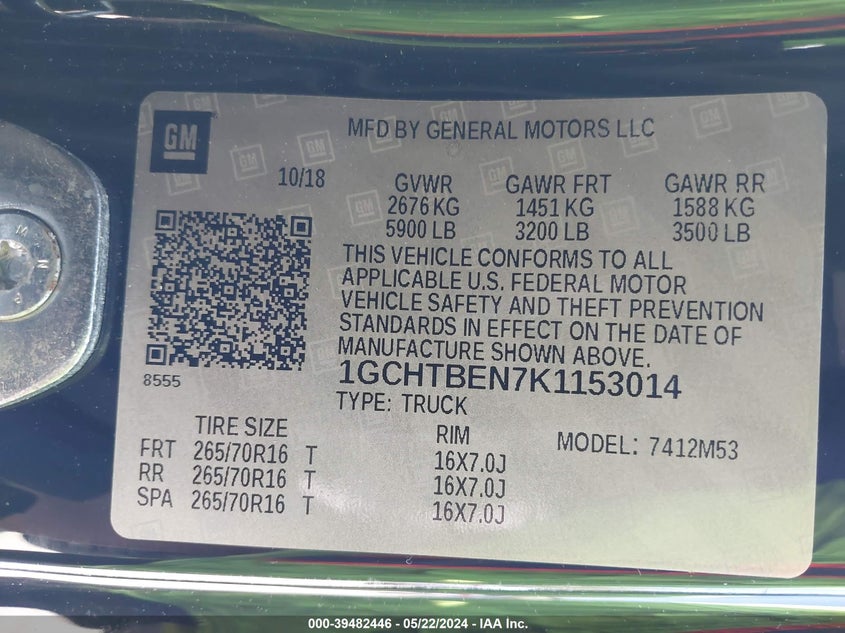 GM
MFD BY GENERAL MOTORS LLC
10/18
GVWR GAWR FRT GAWR RR
2676 KG 1451 KG 1588 KG
5900 LB 3200 LB 3500 LB
THIS VEHICLE CONFORMS TO ALL
APPLICABLE U.S. FEDERAL MOTOR
VEHICLE SAFETY AND THEFT PREVENTION
STANDARDS IN EFFECT ON THE DATE OF
MANUFACTURE SHOWN ABOVE.
8555
1GCHTBEN7K1153014
TYPE: TRUCK
TIRE SIZE RIM MODEL: 7412M53
FRT 265/70R16 T 16X7.0J
RR 265/70R16 T 16X7.0J
SPA 265/70R16 T 16X7.0J
000-39482446 - 05/22/2024 - IAA Inc.